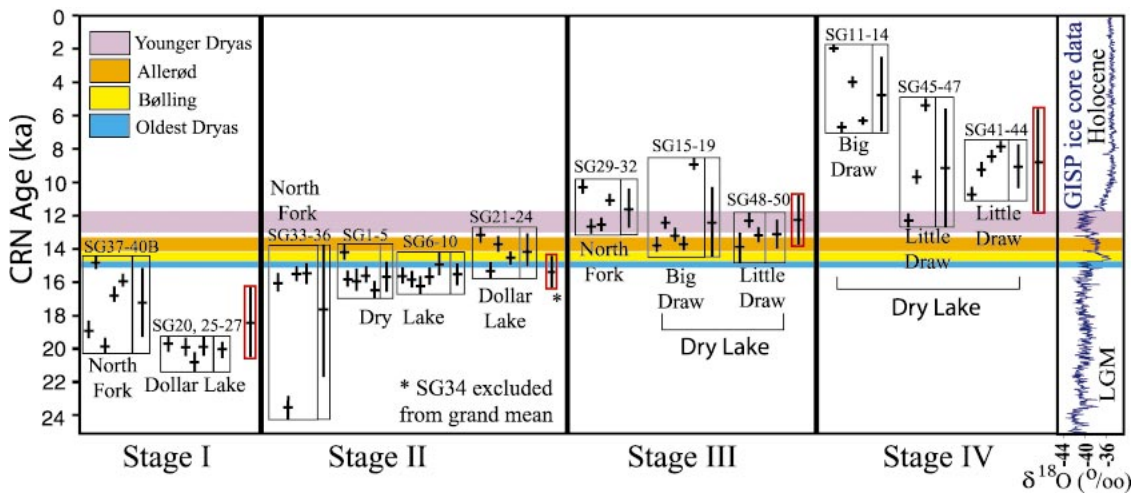 CRN Age (ka)
0
2
4
6
8
10
12
14
16
18
20
22
24
Younger Dryas
Allerød
Bølling
Oldest Dryas
SG37-40B
North
Fork
SG20, 25-27
Dollar Lake
Stage I
North
Fork
SG33-36
SG1-5
SG6-10
Dry Lake
SG21-24
Dollar
Lake
*
* SG34 excluded
from grand mean
Stage II
SG29-32
North
Fork
SG15-19
Big
Draw
SG48-50
Little
Draw
Dry Lake
Stage III
SG11-14
Big
Draw
SG45-47
Little
Draw
SG41-44
Little
Draw
Dry Lake
Stage IV
GISP ice core data
Holocene
LGM
-44
-40
-36
δ18O (o/oo)